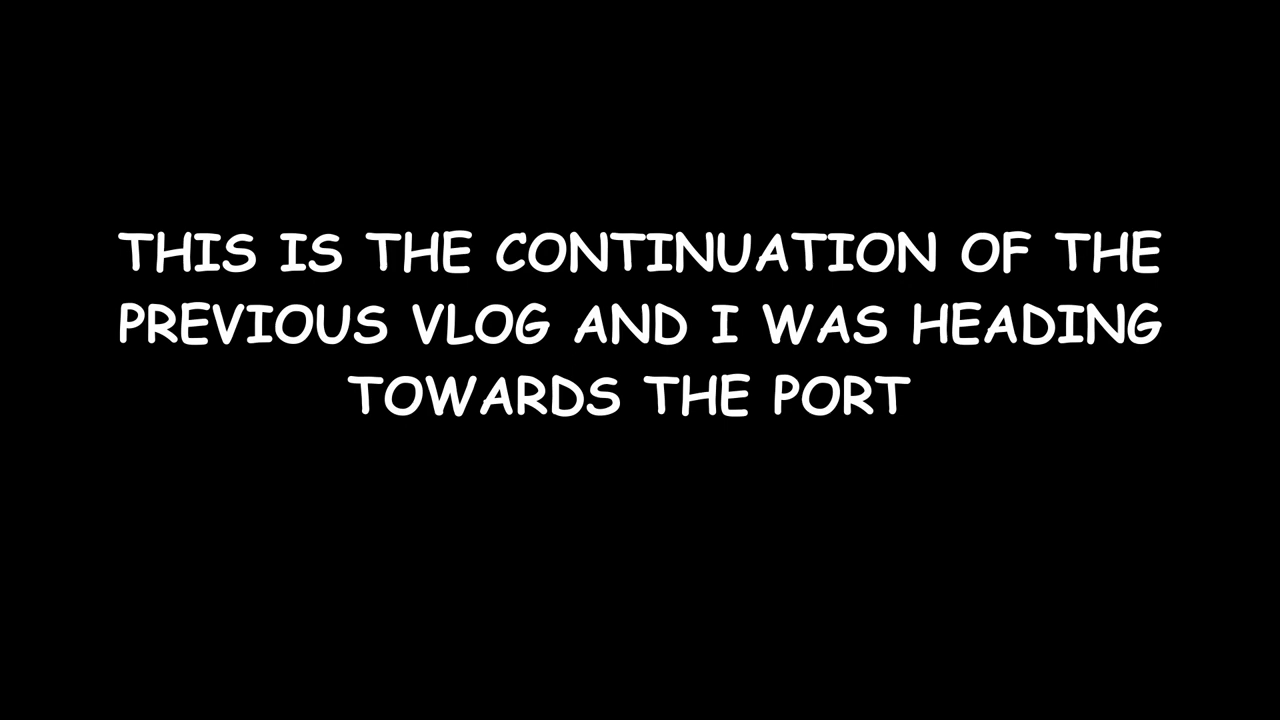 THIS IS THE CONTINUATION OF THE
PREVIOUS VLOG AND I WAS HEADING
TOWARDS THE PORT